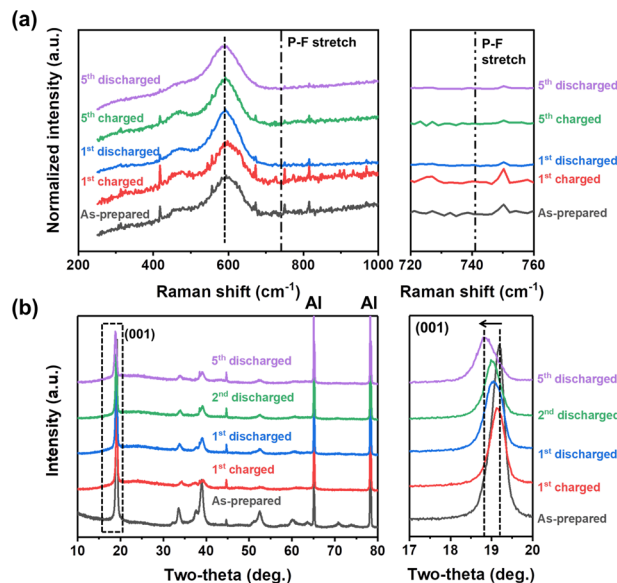 (a)
P-F stretch
P-F
stretch
5th discharged
5th charged
1st discharged
1st charged
As-prepared
5th discharged
5th charged
1st discharged
1st charged
As-prepared
Normalized intensity (a.u.)
200 400 600 800 1000
720 740 760
Raman shift (cm-1)
Raman shift (cm-1)
(b)
Al Al
(001)
(001)
5th discharged
2nd discharged
1st discharged
1st charged
As-prepared
5th discharged
2nd discharged
1st discharged
1st charged
As-prepared
Intensity (a.u.)
10 20 30 40 50 60 70 80
17 18 19 20
Two-theta (deg.)
Two-theta (deg.)